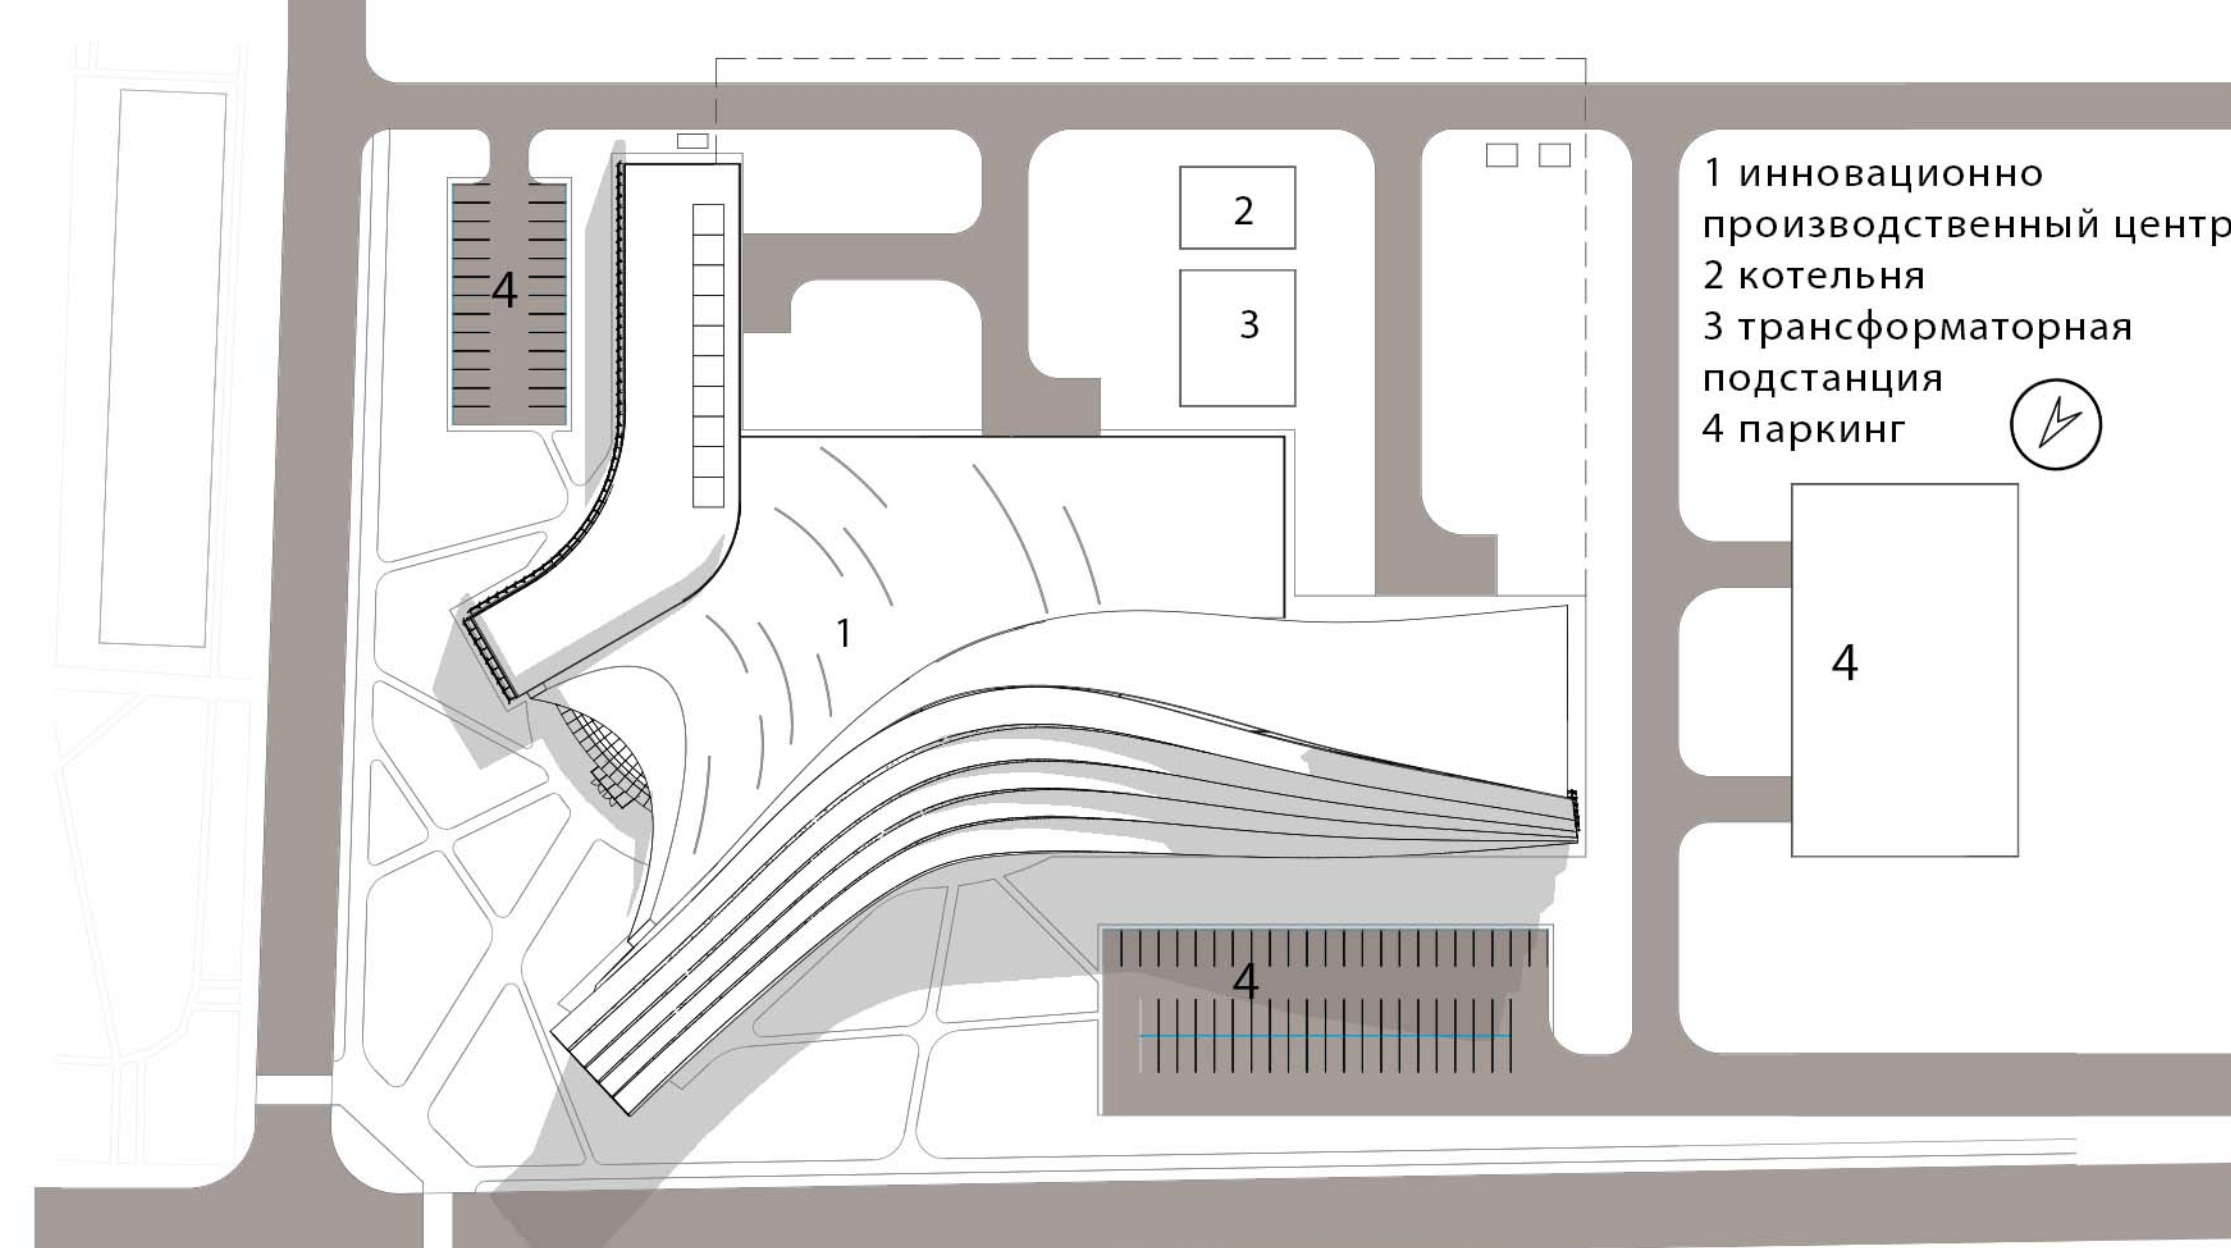 1 инновационно
производственный центр
2 котельня
3 трансформаторная
подстанция
4 паркинг
2
4
3
1
4
4